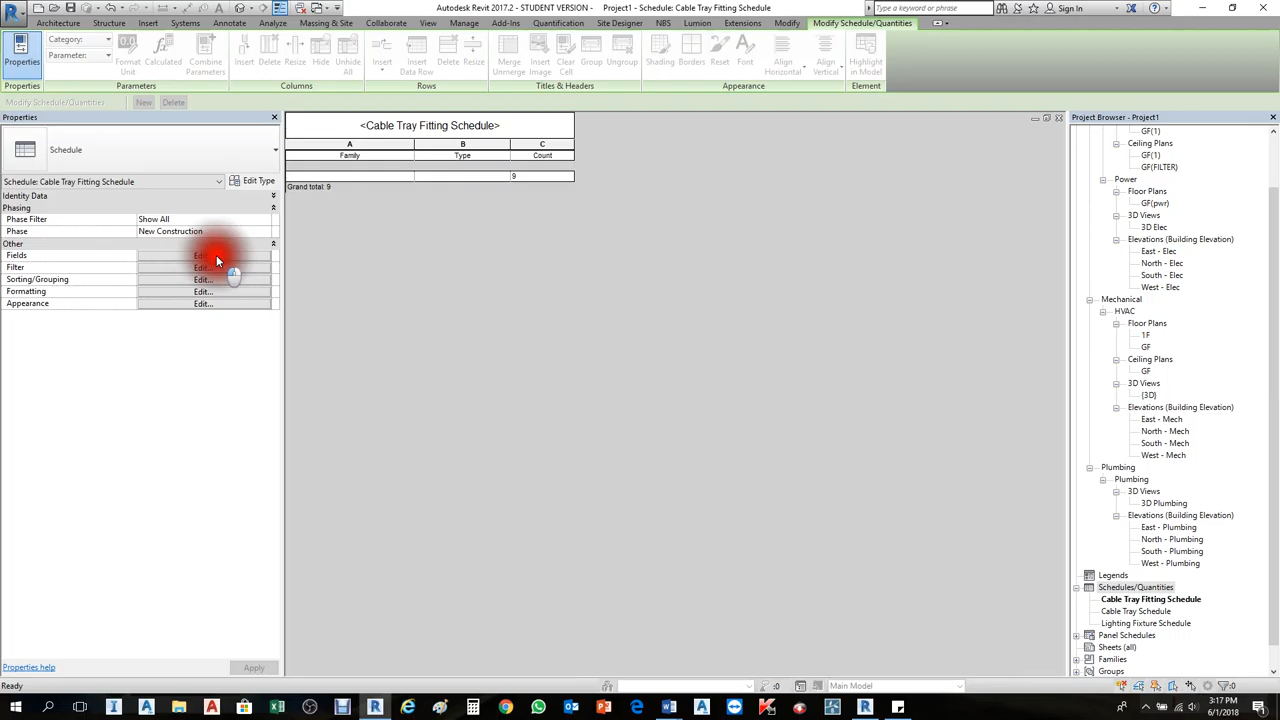 Autodesk Revit 2017.2 - STUDENT VERSION - Project1 - Schedule: Cable Tray Fitting Schedule
Type a keyword or phrase
Sign In
Architecture Structure Insert Systems Annotate Analyze Massing & Site Collaborate View Manage Add-Ins Quantification Site Designer NBS Lumion Extensions Modify Modify Schedule/Quantities
Properties
Category:
Parameter:
Format Unit
Calculated
Combine Parameters
Insert
Delete
Resize
Hide
Unhide All
Insert
Insert Data Row
Delete
Resize
Merge Unmerge
Insert Image
Clear Cell
Group
Ungroup
Shading
Borders
Reset
Font
Align Horizontal
Align Vertical
Highlight in Model
Properties Parameters Columns Rows Titles & Headers Appearance Element
Modify Schedule/Quantities New Delete
Properties
Schedule
Schedule: Cable Tray Fitting Schedule Edit Type
Identity Data
Phasing
Phase Filter Show All
Phase New Construction
Other
Fields
Filter Edit...
Sorting/Grouping Edit...
Formatting Edit...
Appearance Edit...
Properties help Apply
<Cable Tray Fitting Schedule>
A B C
Family Type Count
9
Grand total: 9
Project Browser - Project1
GF(1)
Ceiling Plans
GF(1)
GF(FILTER)
Power
Floor Plans
GF(pwr)
3D Views
3D Elec
Elevations (Building Elevation)
East - Elec
North - Elec
South - Elec
West - Elec
Mechanical
HVAC
Floor Plans
1F
GF
Ceiling Plans
GF
3D Views
{3D}
Elevations (Building Elevation)
East - Mech
North - Mech
South - Mech
West - Mech
Plumbing
Plumbing
3D Views
3D Plumbing
Elevations (Building Elevation)
East - Plumbing
North - Plumbing
South - Plumbing
West - Plumbing
Legends
Schedules/Quantities
Cable Tray Fitting Schedule
Cable Tray Schedule
Lighting Fixture Schedule
Panel Schedules
Sheets (all)
Families
Groups
Ready
:0
Main Model
:0
3:17 PM
6/1/2018